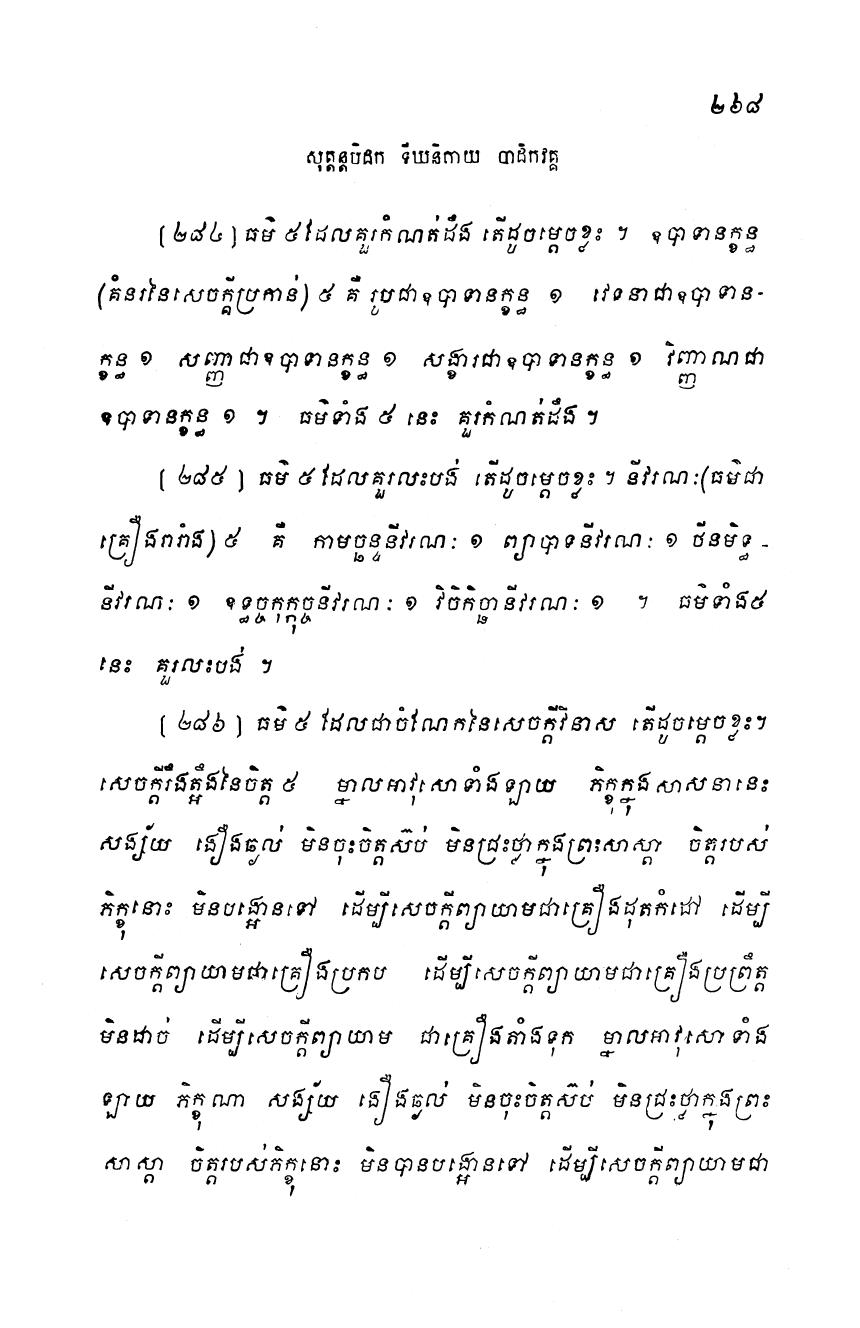 ២៦៨
សុត្តន្តបិដក ទីឃនិកាយ បាដិកវគ្គ
[២៨៤] ធម៌ ៥ ដែលគួរកំណត់ដឹង តើដូចម្តេចខ្លះ ។ ឧបាទានក្ខន្ធ
(គំនរនៃសេចក្តីប្រកាន់) ៥ គឺ រូបជាឧបាទានក្ខន្ធ ១ វេទនាជាឧបាទាន-
ក្ខន្ធ ១ សញ្ញាជាឧបាទានក្ខន្ធ ១ សង្ខារជាឧបាទានក្ខន្ធ ១ វិញ្ញាណជា
ឧបាទានក្ខន្ធ ១ ។ ធម៌ទាំង ៥ នេះ គួរកំណត់ដឹង ។
[២៨៥] ធម៌ ៥ ដែលគួរលះបង់ តើដូចម្តេចខ្លះ ។ នីវរណៈ (ធម៌ជា
គ្រឿងរារាំង) ៥ គឺ កាមច្ឆន្ទនីវរណៈ ១ ព្យាបាទនីវរណៈ ១ ថីនមិទ្ធ-
នីវរណៈ ១ ឧទ្ធច្ចកុក្កុច្ចនីវរណៈ ១ វិចិកិច្ឆានីវរណៈ ១ ។ ធម៌ទាំង៥
នេះ គួរលះបង់ ។
[២៨៦] ធម៌ ៥ ដែលជាចំណែកនៃសេចក្តីវិនាស តើដូចម្តេចខ្លះ។
សេចក្តីរឹងត្អឹងនៃចិត្ត ៥ ម្នាលអាវុសោទាំងឡាយ ភិក្ខុក្នុងសាសនានេះ
សង្ស័យ ងឿងឆ្ងល់ មិនចុះចិត្តស៊ប់ មិនជ្រះថ្លាក្នុងព្រះសាស្តា ចិត្តរបស់
ភិក្ខុនោះ មិនបង្អោនទៅ ដើម្បីសេចក្តីព្យាយាមជាគ្រឿងដុតកំដៅ ដើម្បី
សេចក្តីព្យាយាមជាគ្រឿងប្រកប ដើម្បីសេចក្តីព្យាយាមជាគ្រឿងប្រព្រឹត្ត
មិនដាច់ ដើម្បីសេចក្តីព្យាយាម ជាគ្រឿងតាំងទុក ម្នាលអាវុសោទាំង
ឡាយ ភិក្ខុណា សង្ស័យ ងឿងឆ្ងល់ មិនចុះចិត្តស៊ប់ មិនជ្រះថ្លាក្នុងព្រះ
សាស្តា ចិត្តរបស់ភិក្ខុនោះ មិនបានបង្អោនទៅ ដើម្បីសេចក្តីព្យាយាមជា